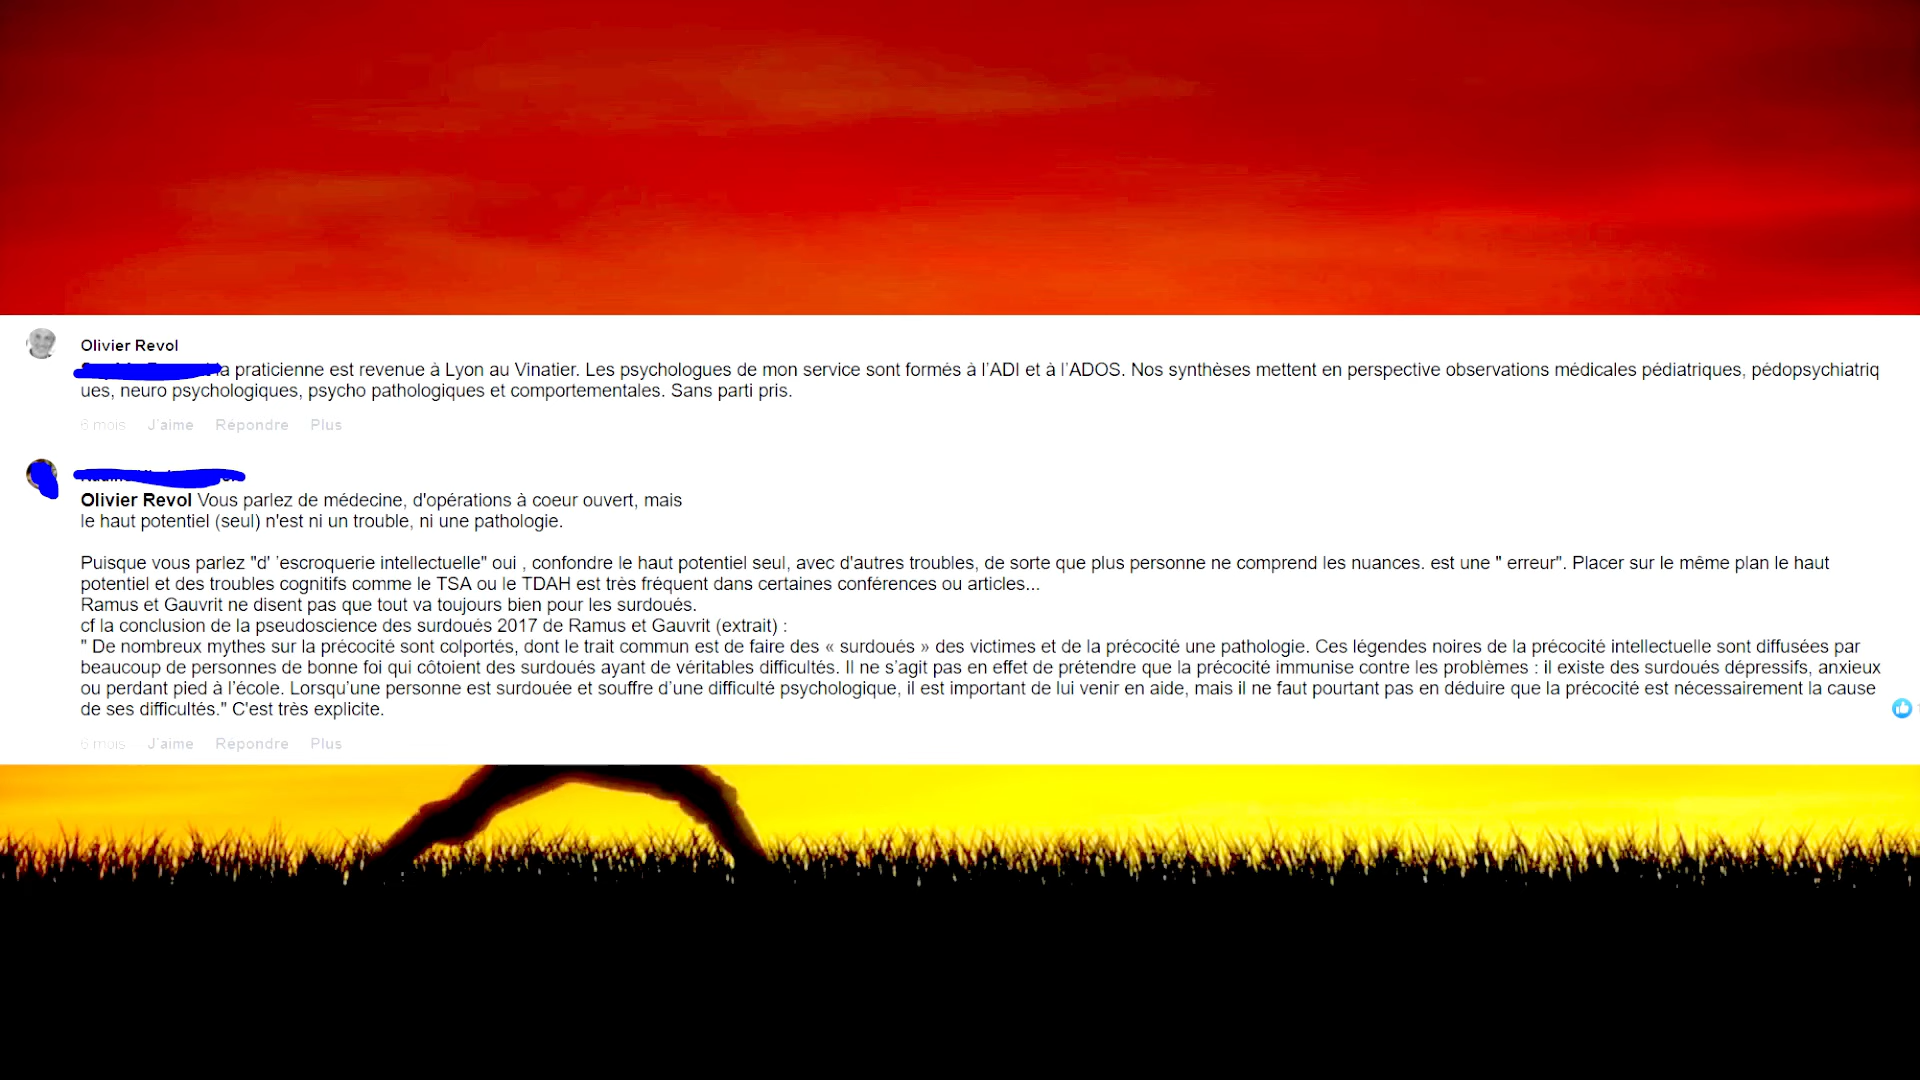 Olivier Revol
la praticienne est revenue à Lyon au Vinatier. Les psychologues de mon service sont formés à l'ADI et à l'ADOS. Nos synthèses mettent en perspective observations médicales pédiatriques, pédopsychiatriq
ues, neuro psychologiques, psycho pathologiques et comportementales. Sans parti pris.
6 mois J'aime Répondre Plus
Olivier Revol Vous parlez de médecine, d'opérations à coeur ouvert, mais
le haut potentiel (seul) n'est ni un trouble, ni une pathologie.
Puisque vous parlez "d' 'escroquerie intellectuelle" oui , confondre le haut potentiel seul, avec d'autres troubles, de sorte que plus personne ne comprend les nuances. est une " erreur". Placer sur le même plan le haut
potentiel et des troubles cognitifs comme le TSA ou le TDAH est très fréquent dans certaines conférences ou articles...
Ramus et Gauvrit ne disent pas que tout va toujours bien pour les surdoués.
cf la conclusion de la pseudoscience des surdoués 2017 de Ramus et Gauvrit (extrait) :
" De nombreux mythes sur la précocité sont colportés, dont le trait commun est de faire des « surdoués » des victimes et de la précocité une pathologie. Ces légendes noires de la précocité intellectuelle sont diffusées par
beaucoup de personnes de bonne foi qui côtoient des surdoués ayant de véritables difficultés. Il ne s'agit pas en effet de prétendre que la précocité immunise contre les problèmes : il existe des surdoués dépressifs, anxieux
ou perdant pied à l'école. Lorsqu'une personne est surdouée et souffre d'une difficulté psychologique, il est important de lui venir en aide, mais il ne faut pourtant pas en déduire que la précocité est nécessairement la cause
de ses difficultés." C'est très explicite.
6 mois J'aime Répondre Plus